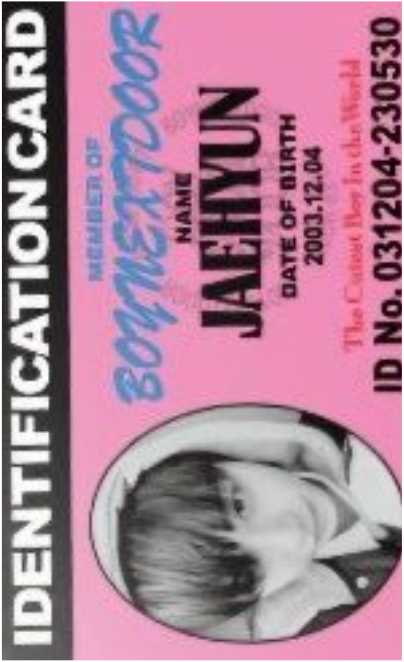 IDENTIFICATION CARD
MEMBER OF
BOYNEXTDOOR
NAME
JAEHYUN
DATE OF BIRTH
2003.12.04
The Cutest Boy In the World
ID No. 031204-230530